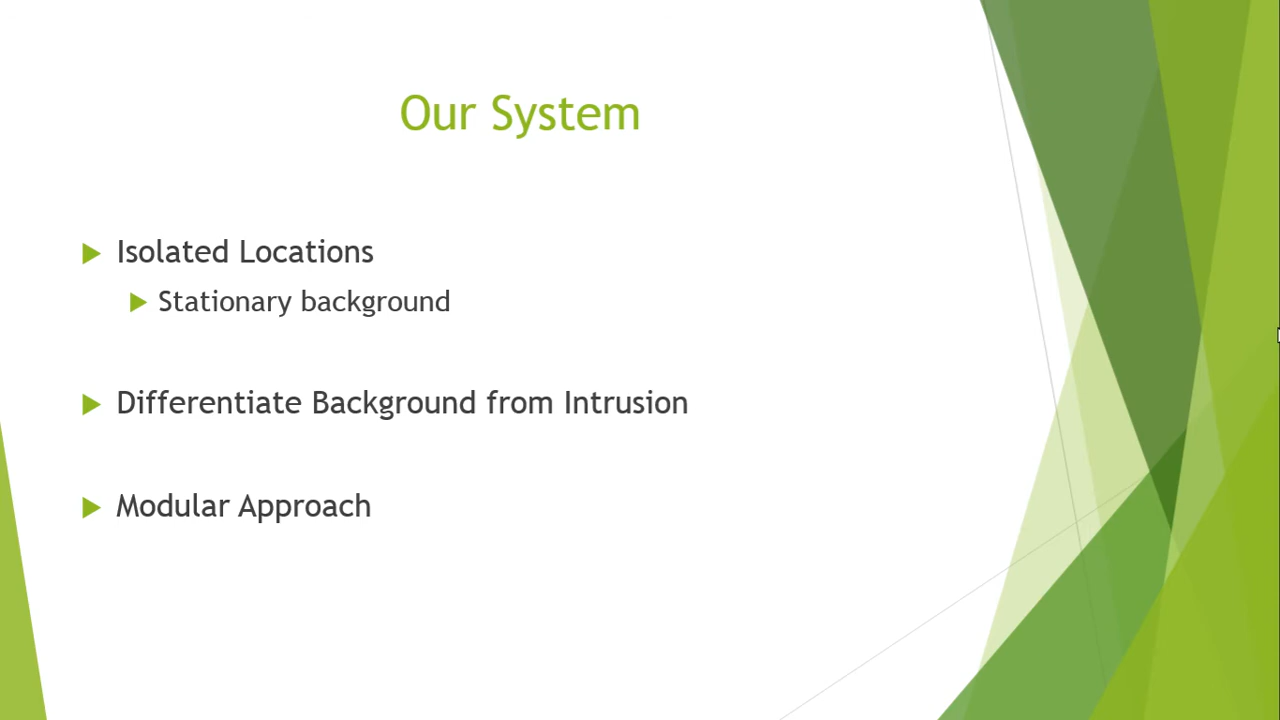 Our System
Isolated Locations
Stationary background
Differentiate Background from Intrusion
Modular Approach